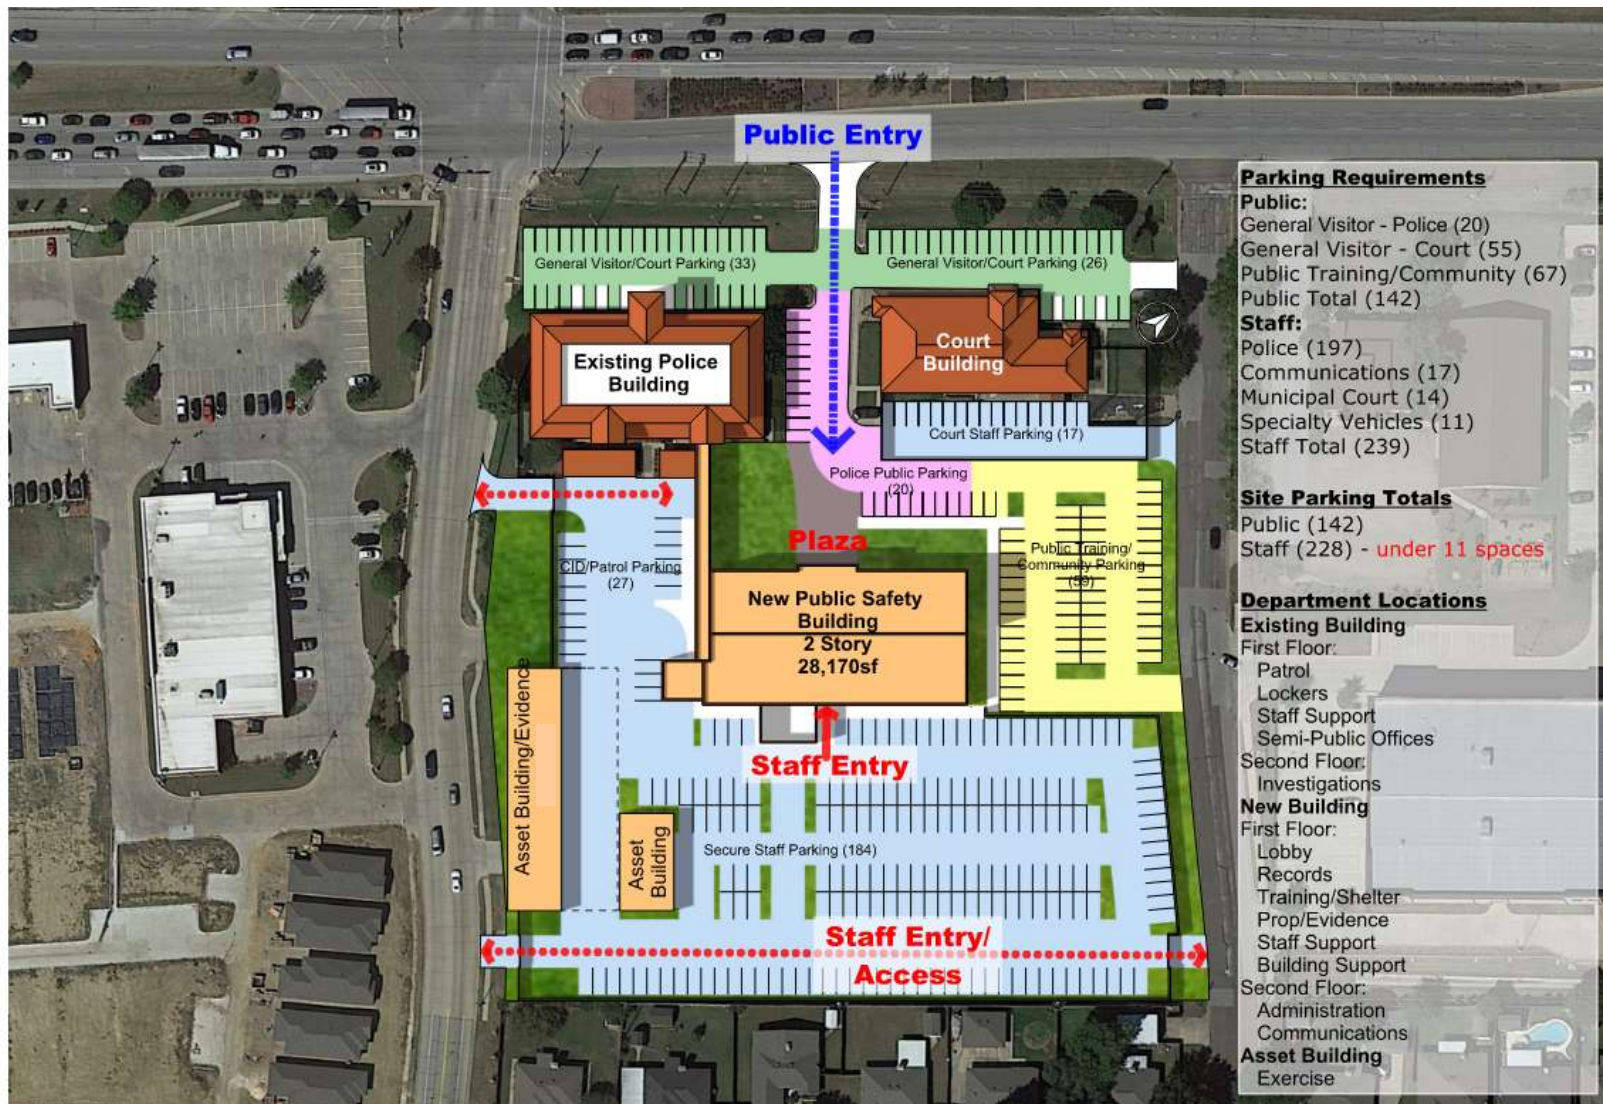 Public Entry
General Visitor/Court Parking (33)
General Visitor/Court Parking (26)
Existing Police
Building
Court
Building
Court Staff Parking (17)
Police Public Parking
(20)
Plaza
CID/Patrol Parking
(27)
Public Training/
Community Parking
(59)
New Public Safety
Building
2 Story
28,170sf
Asset Building/Evidence
Staff Entry
Asset
Building
Secure Staff Parking (184)
Staff Entry/
Access
Parking Requirements
Public:
General Visitor - Police (20)
General Visitor - Court (55)
Public Training/Community (67)
Public Total (142)
Staff:
Police (197)
Communications (17)
Municipal Court (14)
Specialty Vehicles (11)
Staff Total (239)
Site Parking Totals
Public (142)
Staff (228) - under 11 spaces
Department Locations
Existing Building
First Floor:
Patrol
Lockers
Staff Support
Semi-Public Offices
Second Floor:
Investigations
New Building
First Floor:
Lobby
Records
Training/Shelter
Prop/Evidence
Staff Support
Building Support
Second Floor:
Administration
Communications
Asset Building
Exercise